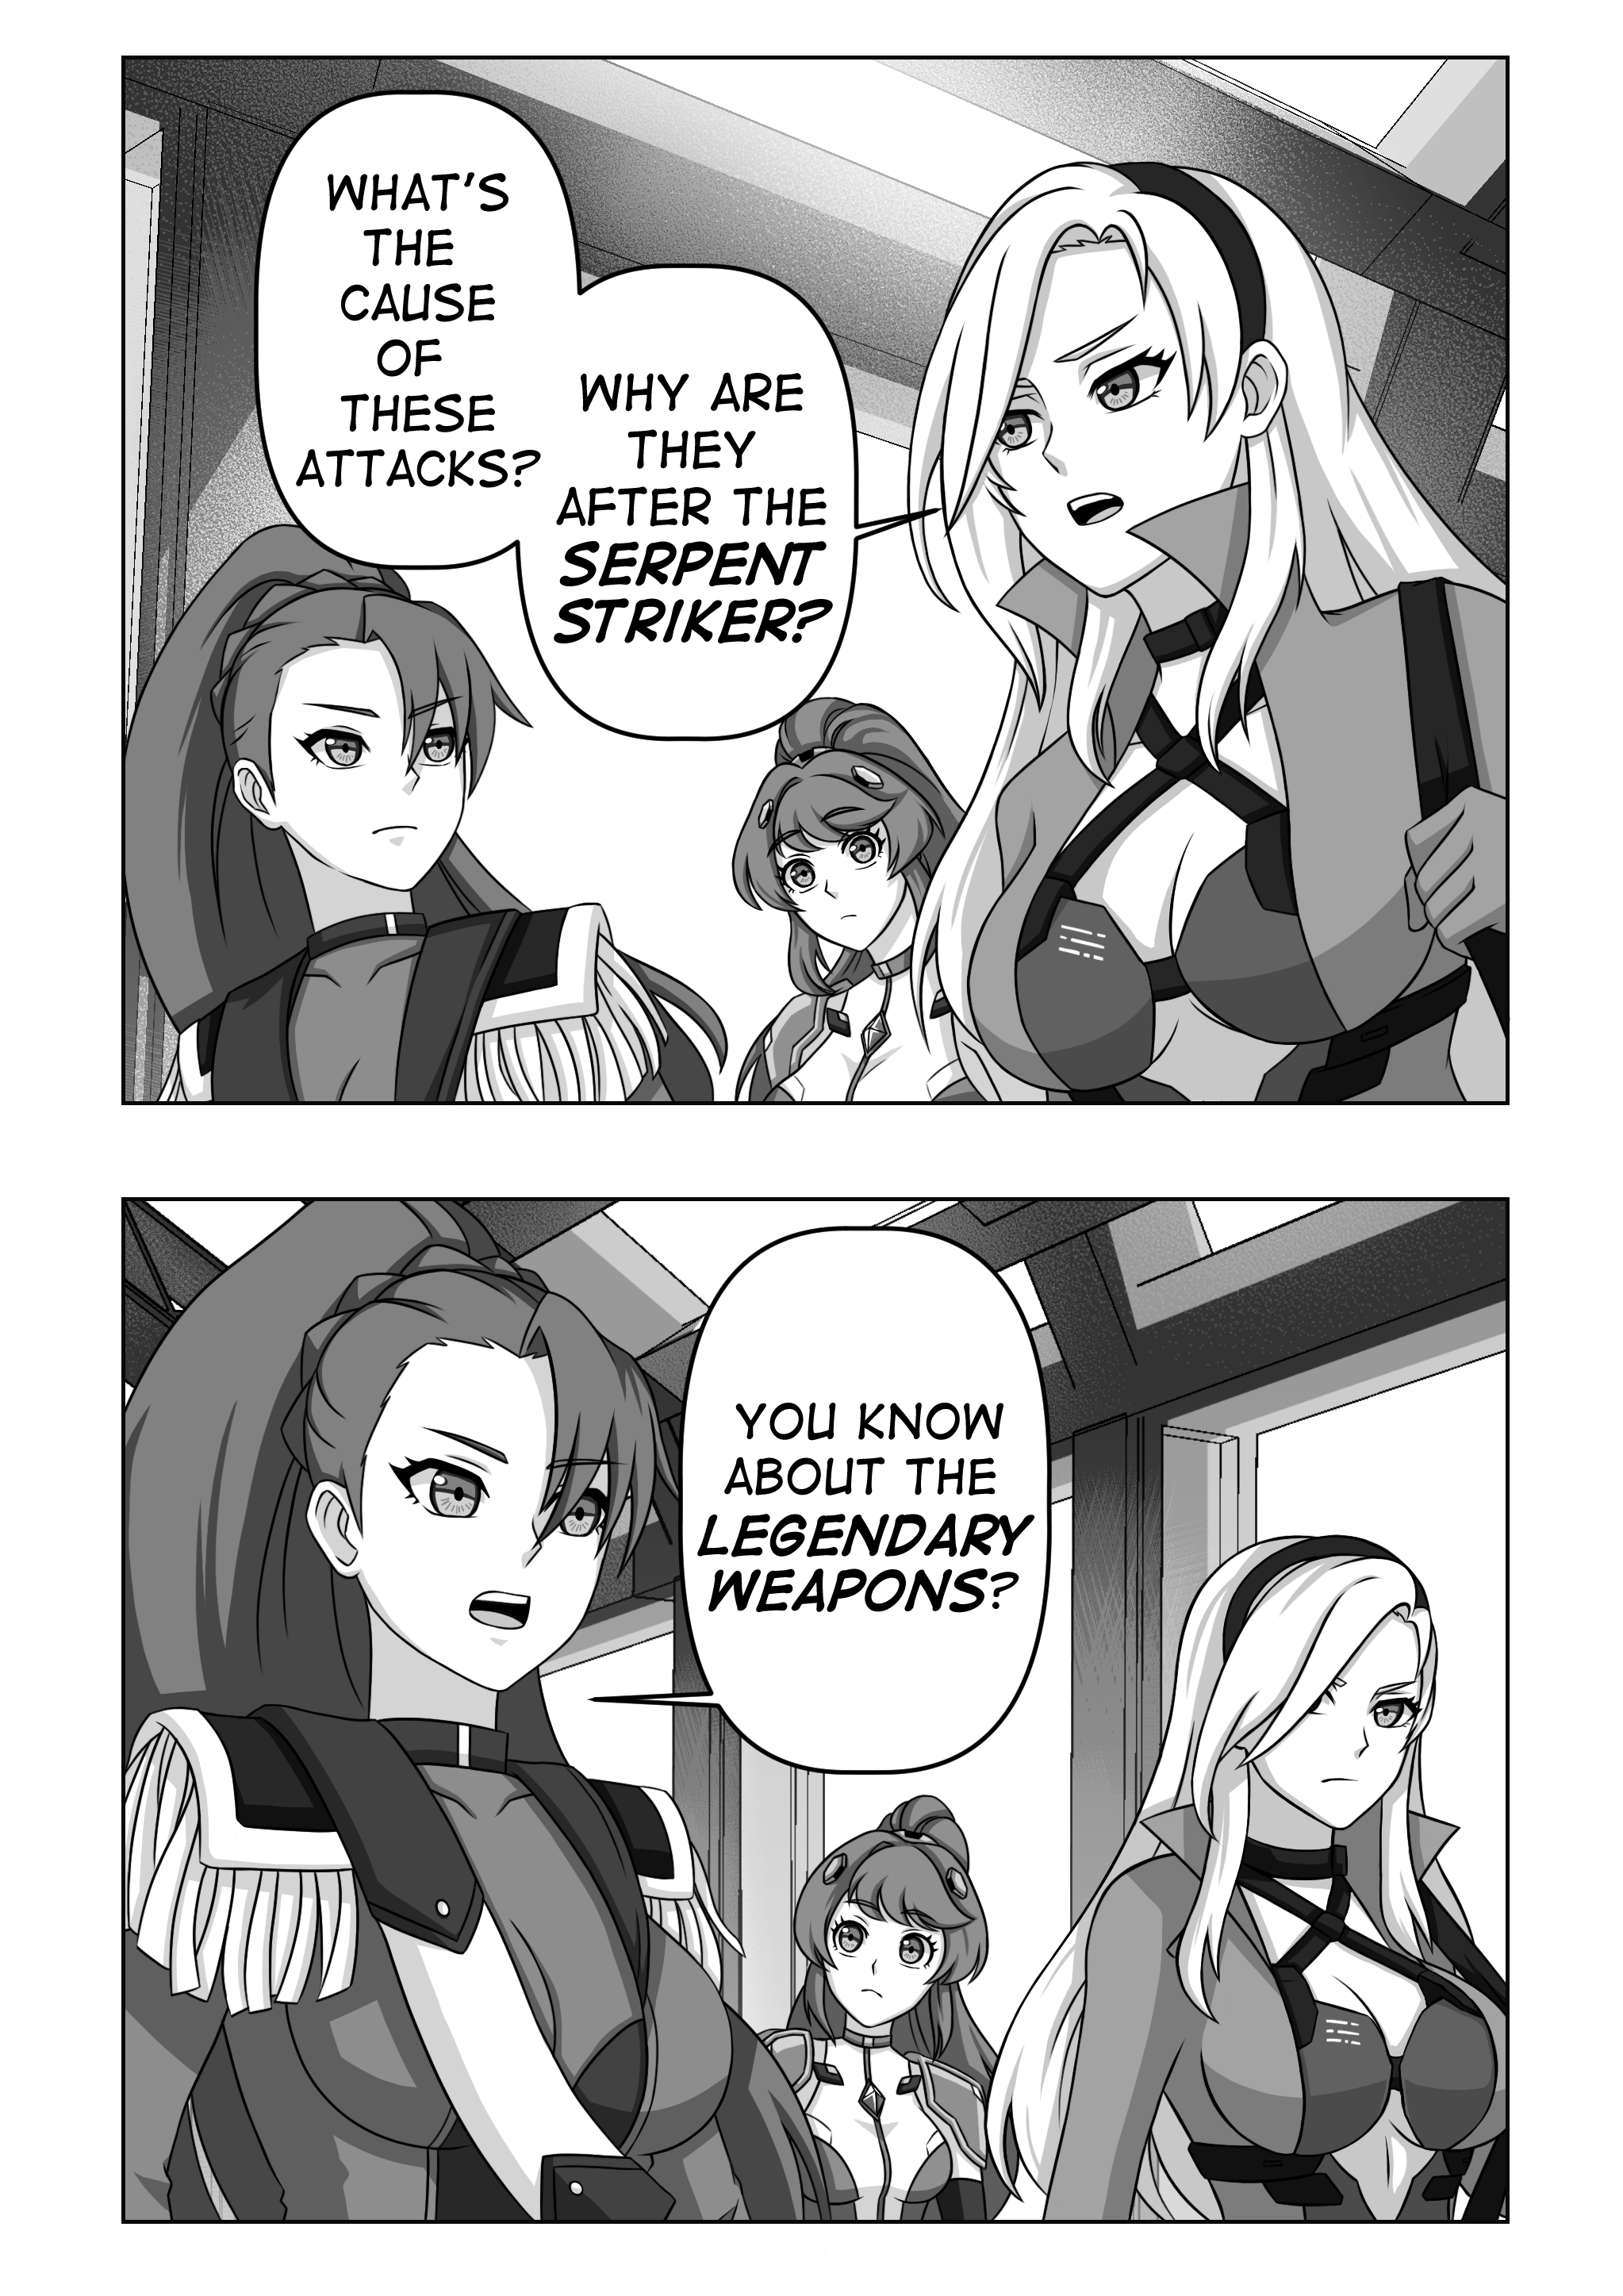 WHAT'S
THE
CAUSE
OF
THESE
ATTACKS?
WHY ARE
THEY
AFTER THE
SERPENT
STRIKER?
YOU KNOW
ABOUT THE
LEGENDARY
WEAPONS?